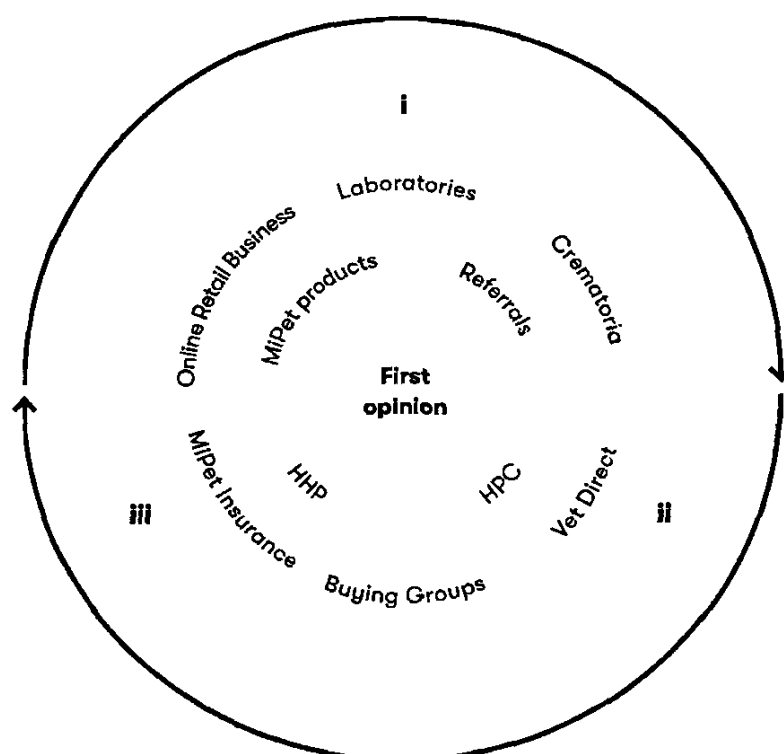 i
Laboratories
Online Retail Business
Crematoria
MiPet products
Referrals
First
opinion
MiPet Insurance
HHP
HPC
Vet Direct
iii
ii
Buying Groups